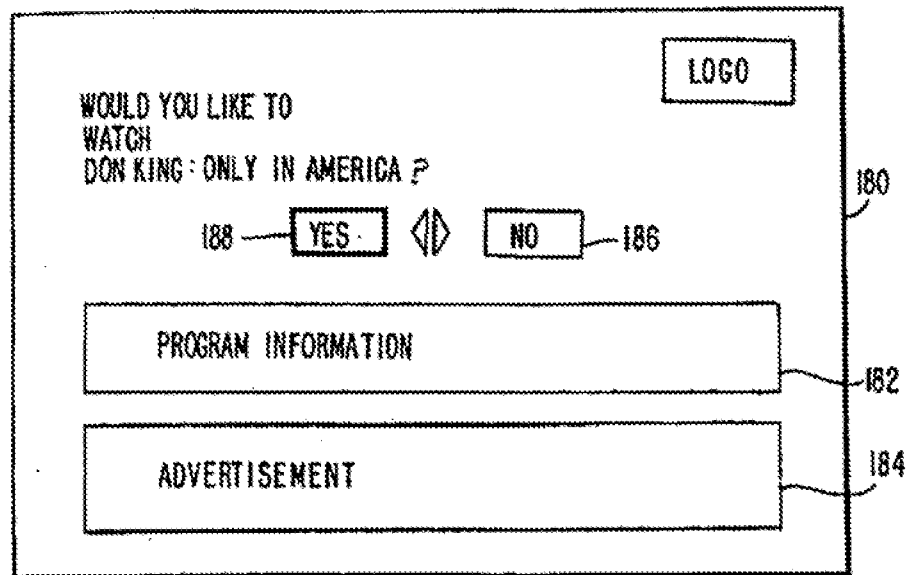 LOGO
WOULD YOU LIKE TO
WATCH
DON KING: ONLY IN AMERICA ?
180
188 YES NO 186
PROGRAM INFORMATION
182
ADVERTISEMENT
184